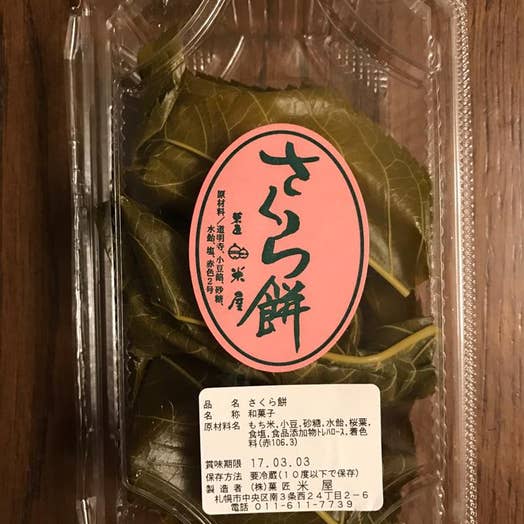 さくら餅
菓匠 米屋
原材料/道明寺、小豆餡、砂糖、
水飴、塩、赤色2号
品 名 さくら餅
名 称 和菓子
原材料名 もち米,小豆,砂糖,水飴,桜葉,
食塩,食品添加物ﾄﾚﾊﾛｰｽ,着色
料(赤106,3)
賞味期限 17.03.03
保存方法 要冷蔵(10度以下で保存)
製造者 (株)菓匠 米屋
札幌市中央区南3条西24丁目2-6
電話 011-611-7739